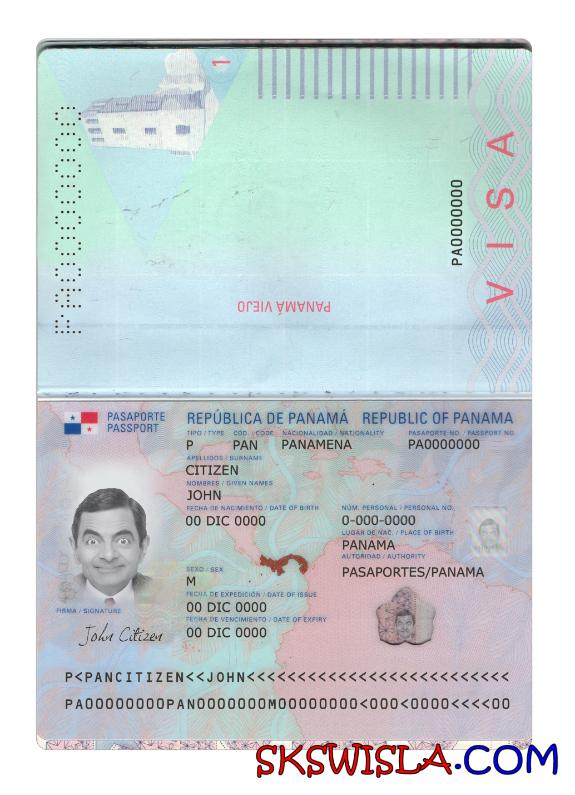 1
PA0000000
PA0000000
VISA
PANAMÁ VIEJO
PASAPORTE
PASSPORT
REPÚBLICA DE PANAMÁ REPUBLIC OF PANAMA
TIPO / TYPE COD. / CODE NACIONALIDAD / NATIONALITY PASAPORTE NO. / PASSPORT NO.
P PAN PANAMENA PA0000000
APELLIDOS / SURNAME
CITIZEN
NOMBRES / GIVEN NAMES
JOHN
FECHA DE NACIMIENTO / DATE OF BIRTH NÚM. PERSONAL / PERSONAL NO.
00 DIC 0000 0-000-0000
LUGAR DE NAC. / PLACE OF BIRTH
PANAMA
AUTORIDAD / AUTHORITY
SEXO / SEX
M PASAPORTES/PANAMA
FECHA DE EXPEDICIÓN / DATE OF ISSUE
00 DIC 0000
FECHA DE VENCIMIENTO / DATE OF EXPIRY
00 DIC 0000
FIRMA / SIGNATURE
John Citizen
P<PANCITIZEN<<JOHN<<<<<<<<<<<<<<<<<<<<<<<<<<
PA00000000PAN0000000M00000000<000<0000<<<<00
SKSWISLA.COM